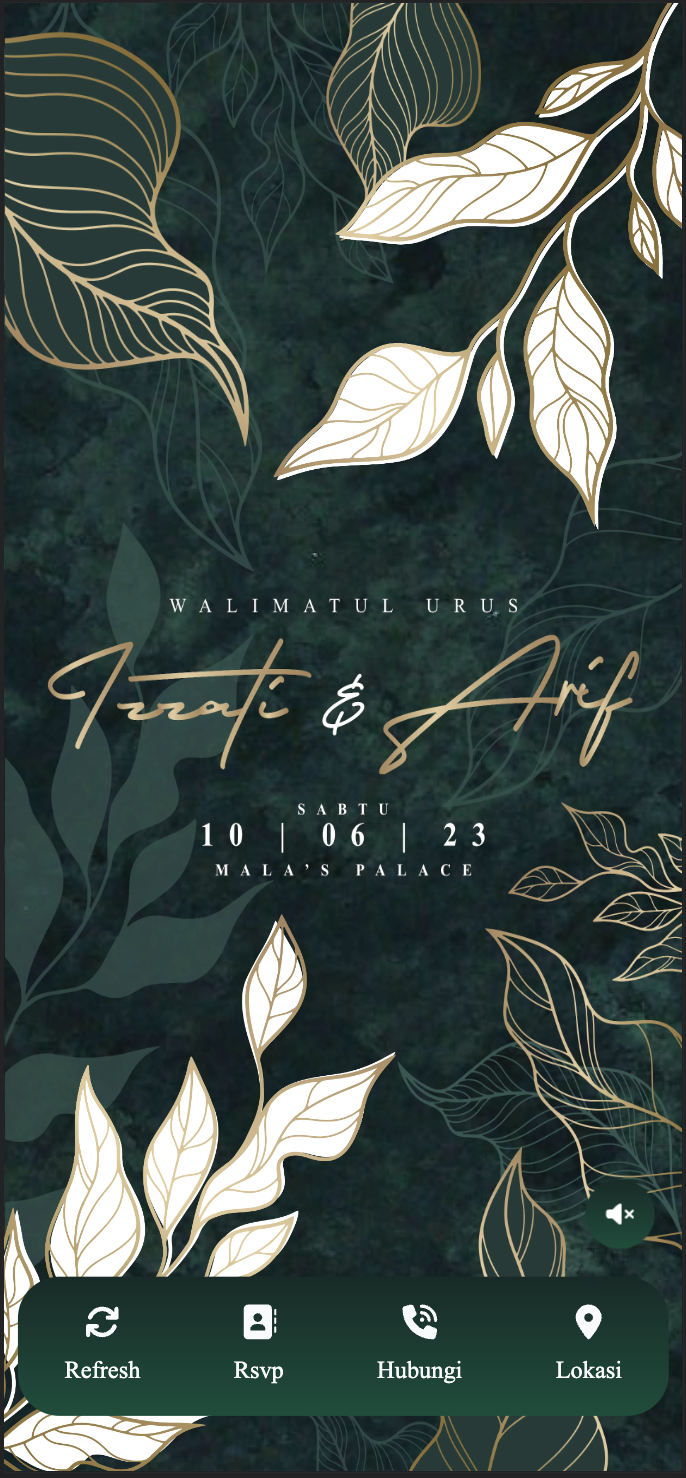 WALIMATUL URUS
Izzati & Arif
SABTU
10 | 06 | 23
MALA'S PALACE
Refresh Rsvp Hubungi Lokasi